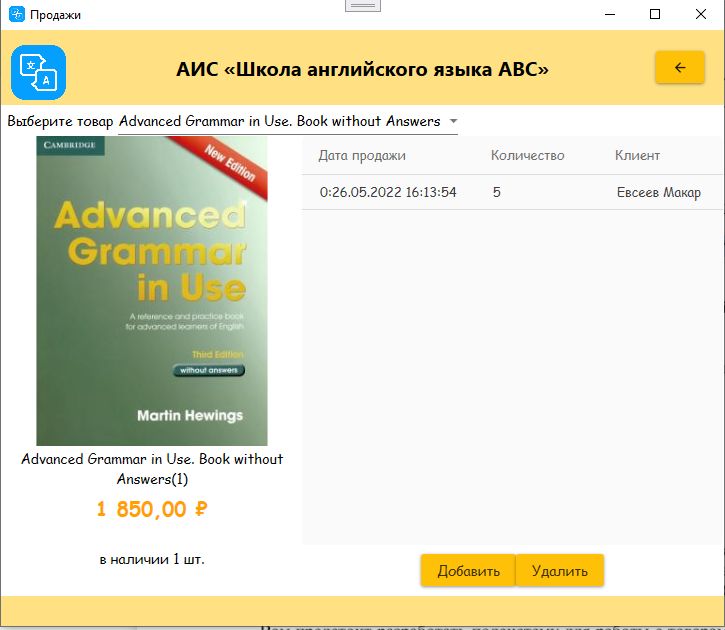 Продажи
АИС «Школа английского языка ABC»
Выберите товар Advanced Grammar in Use. Book without Answers
CAMBRIDGE
New Edition
Advanced
Grammar
in Use
A reference and practice book
for advanced learners of English
Third Edition
without answers
Martin Hewings
Advanced Grammar in Use. Book without
Answers(1)
1 850,00 ₽
в наличии 1 шт.
Дата продажи Количество Клиент
0:26.05.2022 16:13:54 5 Евсеев Макар
Добавить Удалить